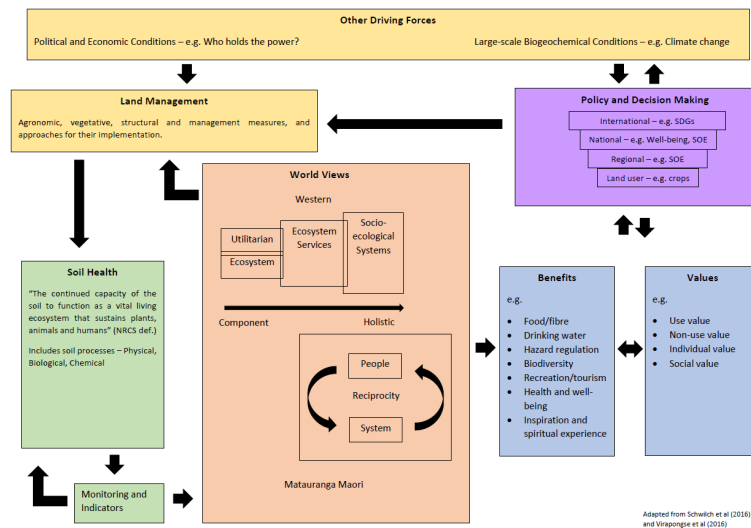 Other Driving Forces
Political and Economic Conditions – e.g. Who holds the power?
Large-scale Biogeochemical Conditions – e.g. Climate change
Land Management
Agronomic, vegetative, structural and management measures, and
approaches for their implementation.
Policy and Decision Making
International – e.g. SDGs
National – e.g. Well-being, SOE
Regional – e.g. SOE
Land user – e.g. crops
World Views
Western
Utilitarian
Ecosystem
Ecosystem
Services
Socio-
ecological
Systems
Component
Holistic
People
Reciprocity
System
Matauranga Maori
Soil Health
“The continued capacity of the
soil to function as a vital living
ecosystem that sustains plants,
animals and humans” (NRCS def.)
Includes soil processes – Physical,
Biological, Chemical
Monitoring and
Indicators
Benefits
e.g.
• Food/fibre
• Drinking water
• Hazard regulation
• Biodiversity
• Recreation/tourism
• Health and well-
being
• Inspiration and
spiritual experience
Values
e.g.
• Use value
• Non-use value
• Individual value
• Social value
Adapted from Schwilch et al (2016)
and Virapongse et al (2016)